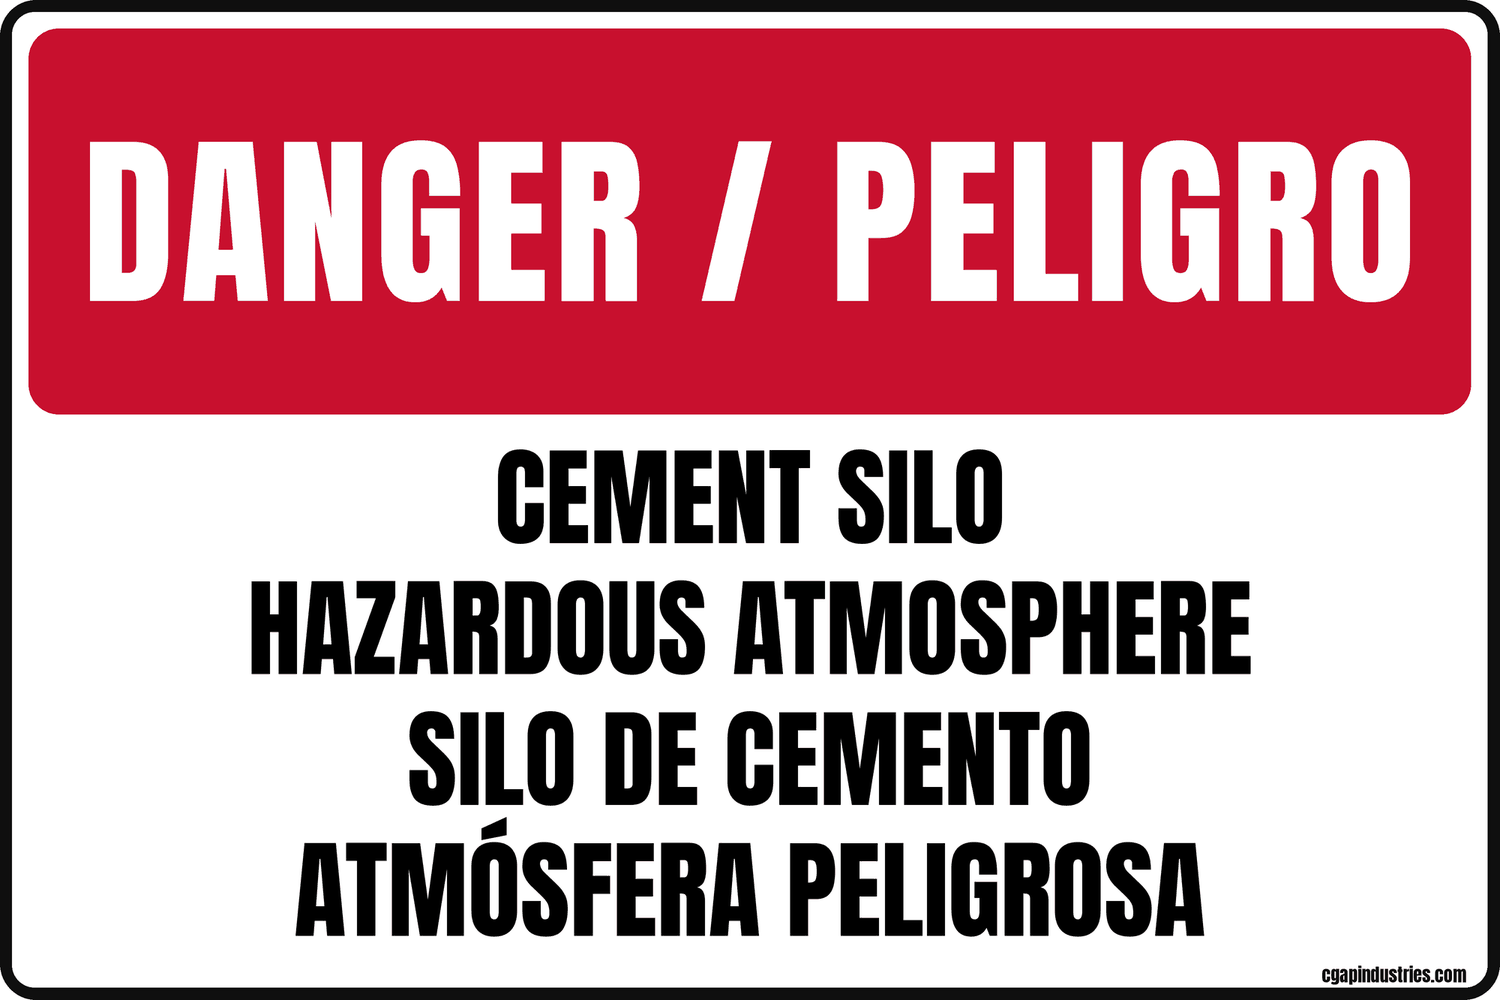 DANGER / PELIGRO
CEMENT SILO
HAZARDOUS ATMOSPHERE
SILO DE CEMENTO
ATMÓSFERA PELIGROSA
cgapindustries.com